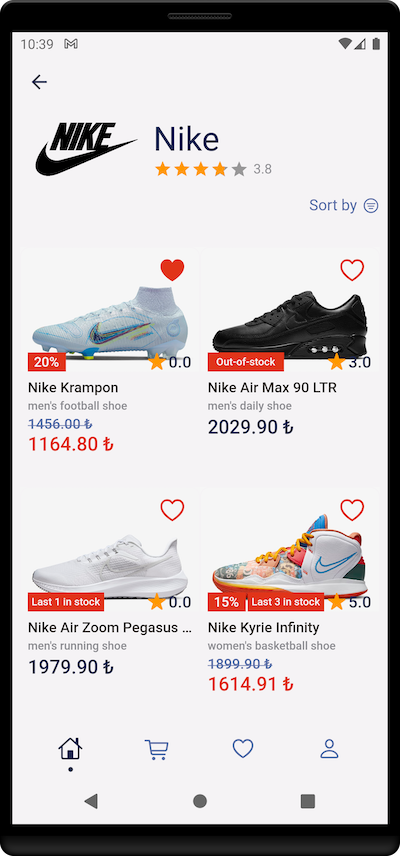 10:39
NIKE
Nike
3.8
Sort by
20%
0.0
Out-of-stock
3.0
Nike Krampon
men's football shoe
1456.00 ₺
1164.80 ₺
Nike Air Max 90 LTR
men's daily shoe
2029.90 ₺
Last 1 in stock
0.0
15%
Last 3 in stock
5.0
Nike Air Zoom Pegasus ...
men's running shoe
1979.90 ₺
Nike Kyrie Infinity
women's basketball shoe
1899.90 ₺
1614.91 ₺